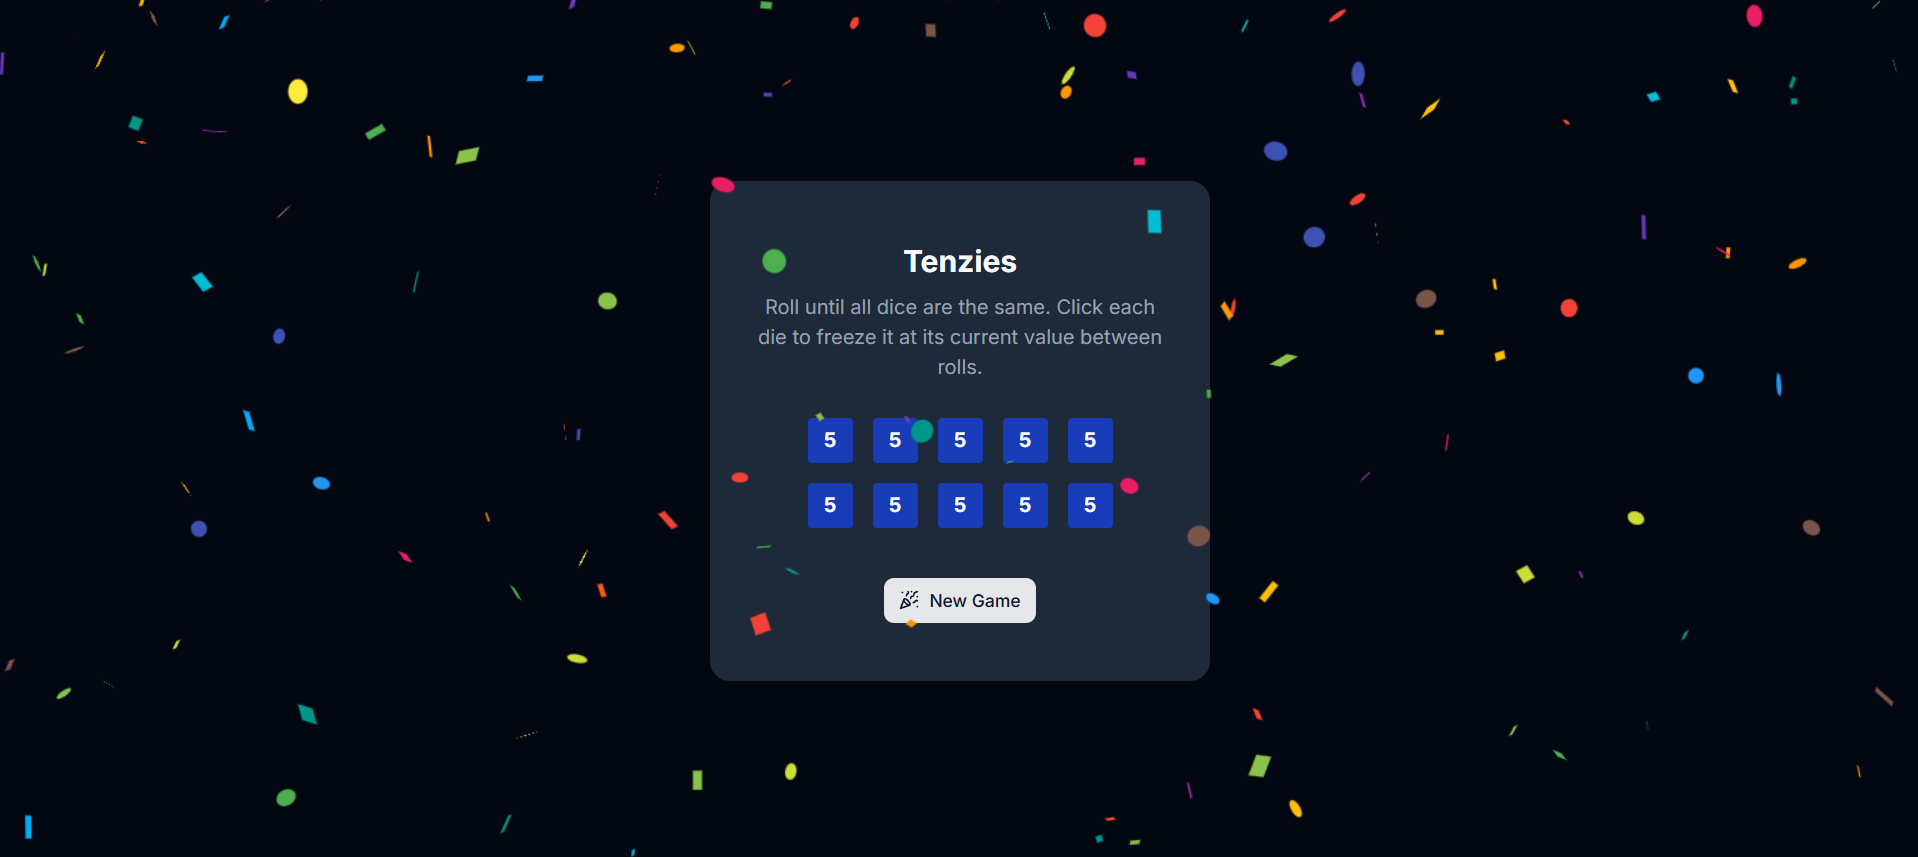 Tenzies
Roll until all dice are the same. Click each
die to freeze it at its current value between
rolls.
5 5 5 5 5
5 5 5 5 5
New Game